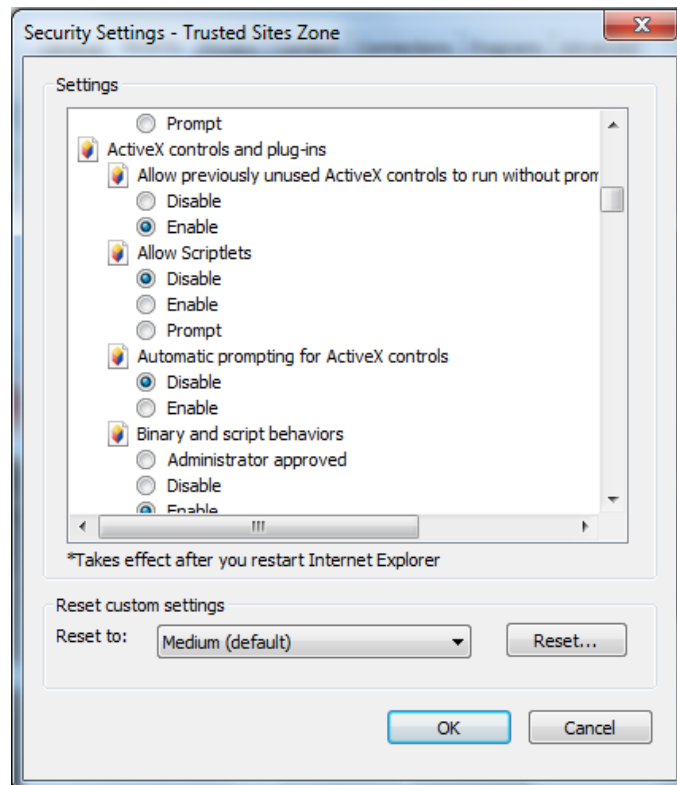 Security Settings - Trusted Sites Zone
Settings
Prompt
ActiveX controls and plug-ins
Allow previously unused ActiveX controls to run without prom
Disable
Enable
Allow Scriptlets
Disable
Enable
Prompt
Automatic prompting for ActiveX controls
Disable
Enable
Binary and script behaviors
Administrator approved
Disable
Enable
*Takes effect after you restart Internet Explorer
Reset custom settings
Reset to: Medium (default) Reset...
OK Cancel